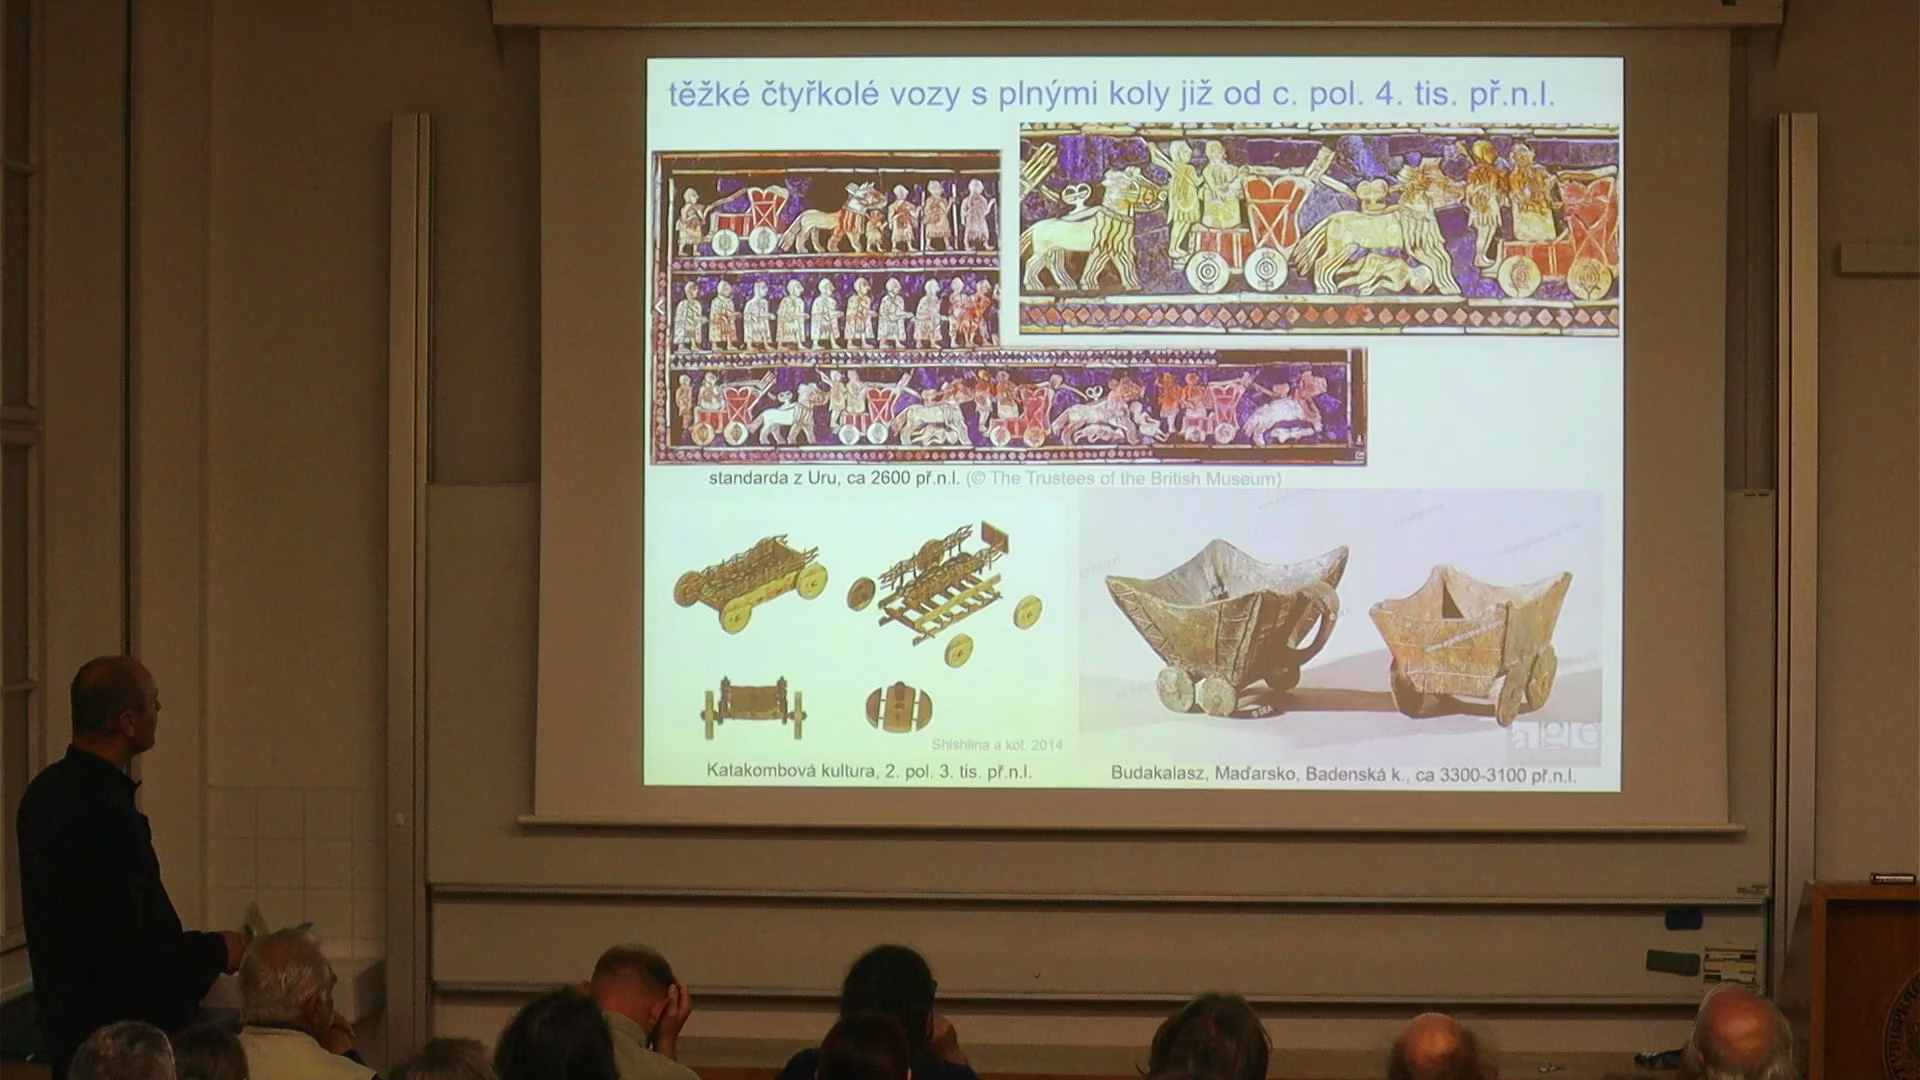 těžké čtyřkolé vozy s plnými koly již od c. pol. 4. tis. př.n.l.
standarda z Uru, ca 2600 př.n.l. (© The Trustees of the British Museum)
© DEA
Shishlina a kol. 2014
Katakombová kultura, 2. pol. 3. tis. př.n.l.
Budakalasz, Maďarsko, Badenská k., ca 3300-3100 př.n.l.